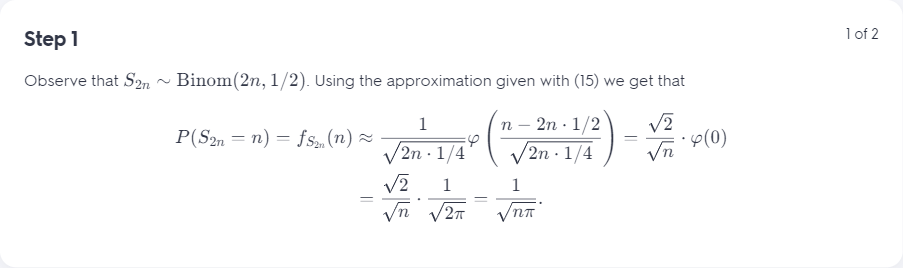 Step 1
1 of 2
Observe that $S_{2n} \sim \mathrm{Binom}(2n, 1/2)$. Using the approximation given with (15) we get that
$P(S_{2n} = n) = f_{S_{2n}}(n) \approx \frac{1}{\sqrt{2n \cdot 1/4}} \varphi \left( \frac{n - 2n \cdot 1/2}{\sqrt{2n \cdot 1/4}} \right) = \frac{\sqrt{2}}{\sqrt{n}} \cdot \varphi(0)$
$= \frac{\sqrt{2}}{\sqrt{n}} \cdot \frac{1}{\sqrt{2\pi}} = \frac{1}{\sqrt{n\pi}}.$